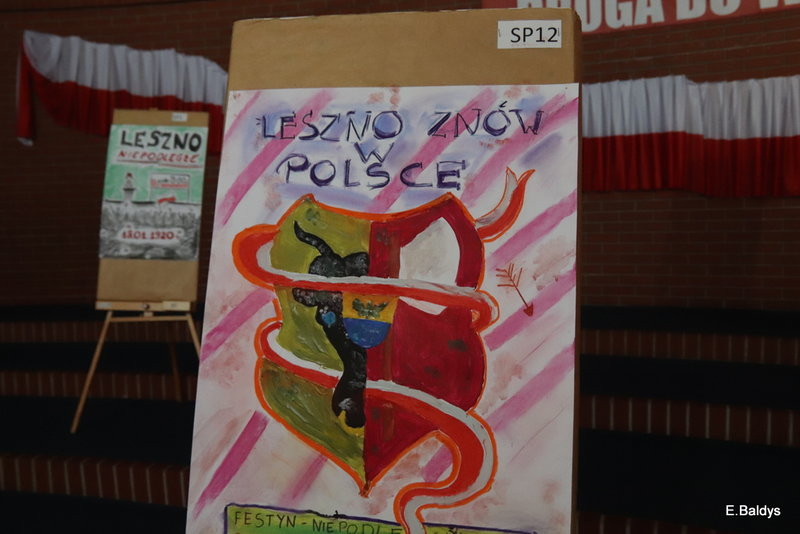 SP12
LESZNO ZNÓW
W
POLSCE
FESTYN - NIEPODLE
LESZNO
NIEPODLEGŁE
18.01.1920
E.Baldys